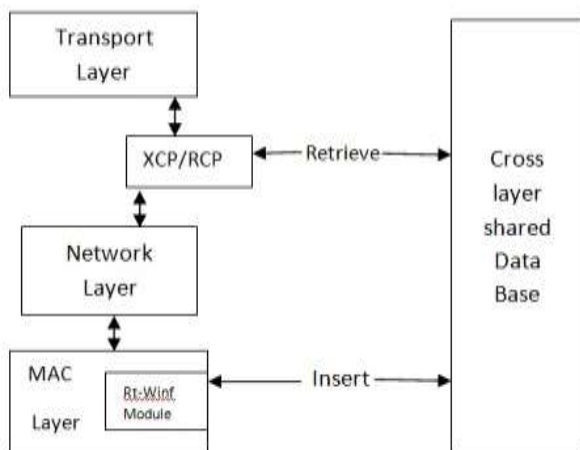 Transport
Layer
XCP/RCP
Retrieve
Network
Layer
MAC
Layer
Rt-Winf
Module
Insert
Cross
layer
shared
Data
Base